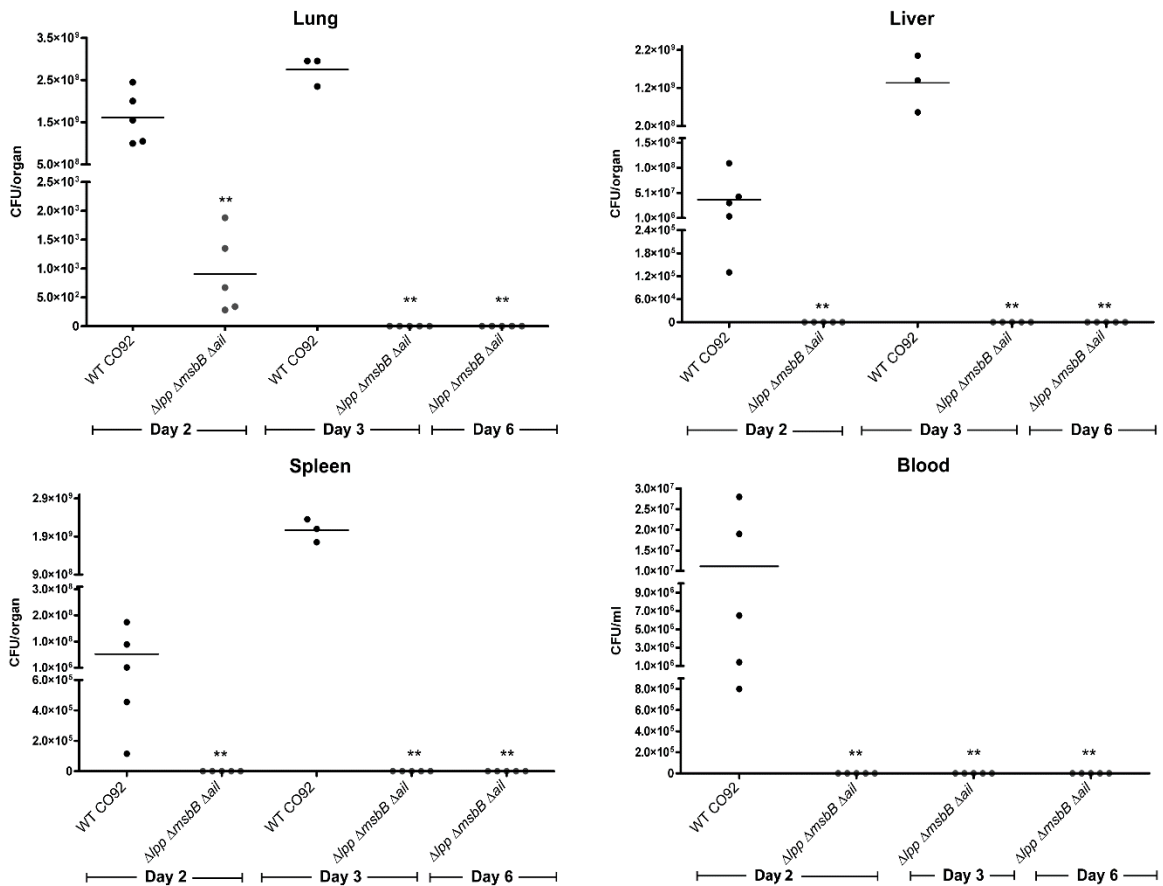 Lung
CFU/organ
3.5×10⁹
2.5×10⁹
1.5×10⁹
5.0×10⁸
2.5×10³
2.0×10³
1.5×10³
1.0×10³
5.0×10²
0
**
**
**
WT CO92
Δlpp ΔmsbB Δail
WT CO92
Δlpp ΔmsbB Δail
Δlpp ΔmsbB Δail
Day 2
Day 3
Day 6
Liver
CFU/organ
2.2×10⁹
1.2×10⁹
2.0×10⁸
1.5×10⁸
1.0×10⁸
5.1×10⁷
1.0×10⁶
2.4×10⁵
1.8×10⁵
1.2×10⁵
6.0×10⁴
0
**
**
**
WT CO92
Δlpp ΔmsbB Δail
WT CO92
Δlpp ΔmsbB Δail
Δlpp ΔmsbB Δail
Day 2
Day 3
Day 6
Spleen
CFU/organ
2.9×10⁹
1.9×10⁹
9.0×10⁸
3.0×10⁸
2.0×10⁸
1.0×10⁸
1.0×10⁶
6.0×10⁵
4.0×10⁵
2.0×10⁵
0
**
**
**
WT CO92
Δlpp ΔmsbB Δail
WT CO92
Δlpp ΔmsbB Δail
Δlpp ΔmsbB Δail
Day 2
Day 3
Day 6
Blood
CFU/ml
3.0×10⁷
2.5×10⁷
2.0×10⁷
1.5×10⁷
1.0×10⁷
9.0×10⁶
7.0×10⁶
5.0×10⁶
3.0×10⁶
1.0×10⁶
8.0×10⁵
6.0×10⁵
4.0×10⁵
2.0×10⁵
0
**
**
**
WT CO92
Δlpp ΔmsbB Δail
Δlpp ΔmsbB Δail
Δlpp ΔmsbB Δail
Day 2
Day 3
Day 6